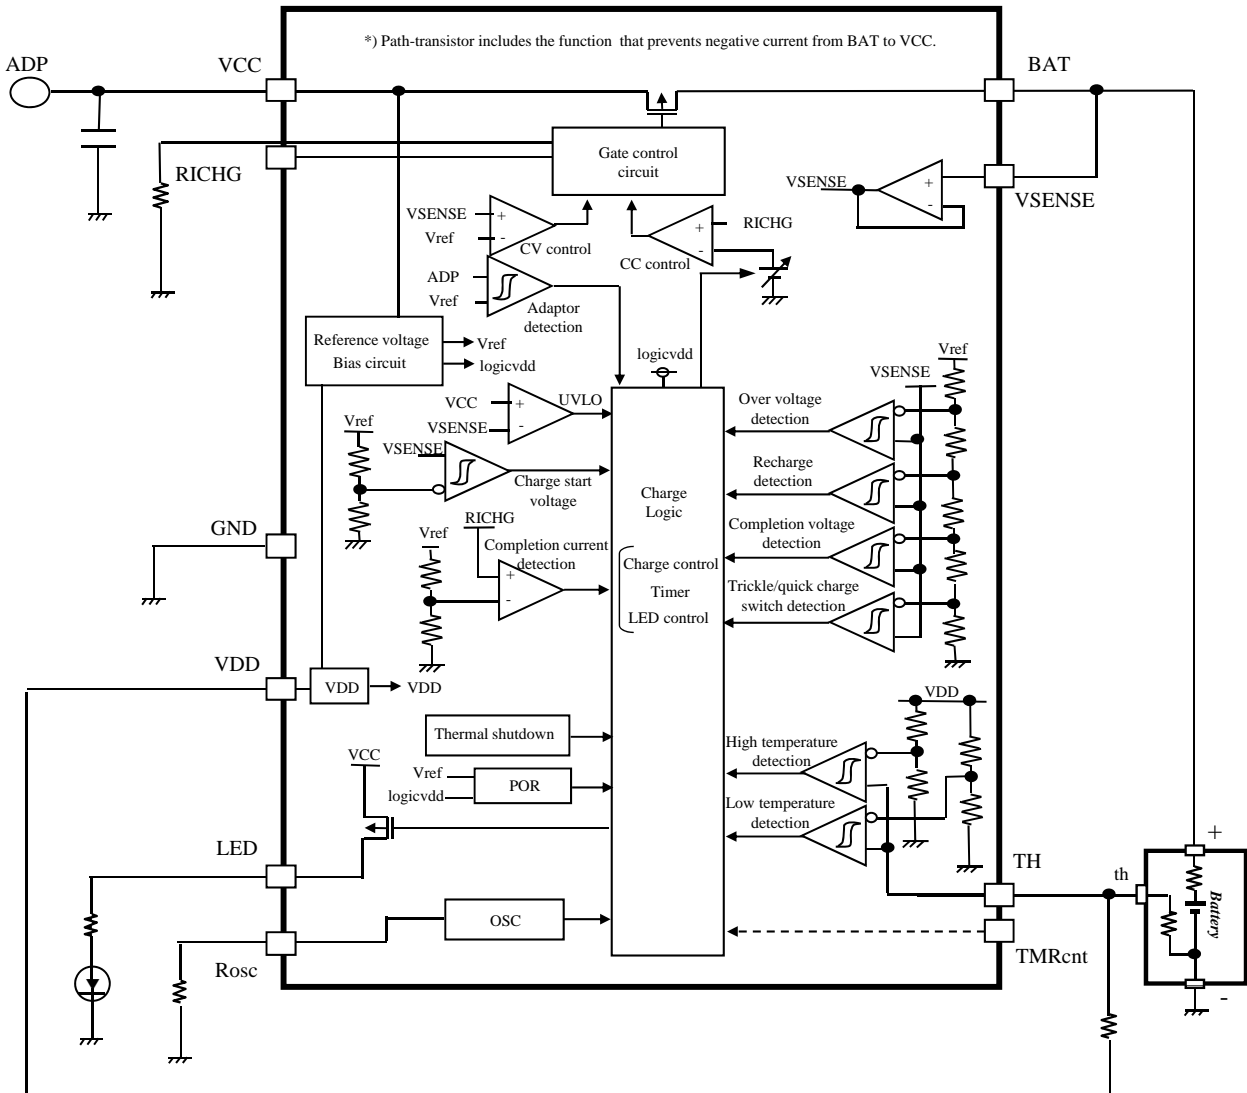 *) Path-transistor includes the function that prevents negative current from BAT to VCC.
ADP
VCC
BAT
RICHG
Gate control
circuit
VSENSE
+
-
VSENSE
VSENSE
+
Vref
-
CV control
+
RICHG
-
CC control
ADP
Vref
Adaptor
detection
Reference voltage
Bias circuit
Vref
logicvdd
logicvdd
Vref
VSENSE
VCC
+
UVLO
VSENSE
-
Over voltage
detection
Vref
VSENSE
Charge start
voltage
Recharge
detection
Charge
Logic
RICHG
GND
Vref
Completion current
detection
+
-
Completion voltage
detection
Charge control
Timer
LED control
Trickle/quick charge
switch detection
VDD
VDD
VDD
VDD
Thermal shutdown
High temperature
detection
VCC
Vref
logicvdd
POR
Low temperature
detection
LED
TH
th
+
Battery
-
OSC
Rosc
TMRcnt